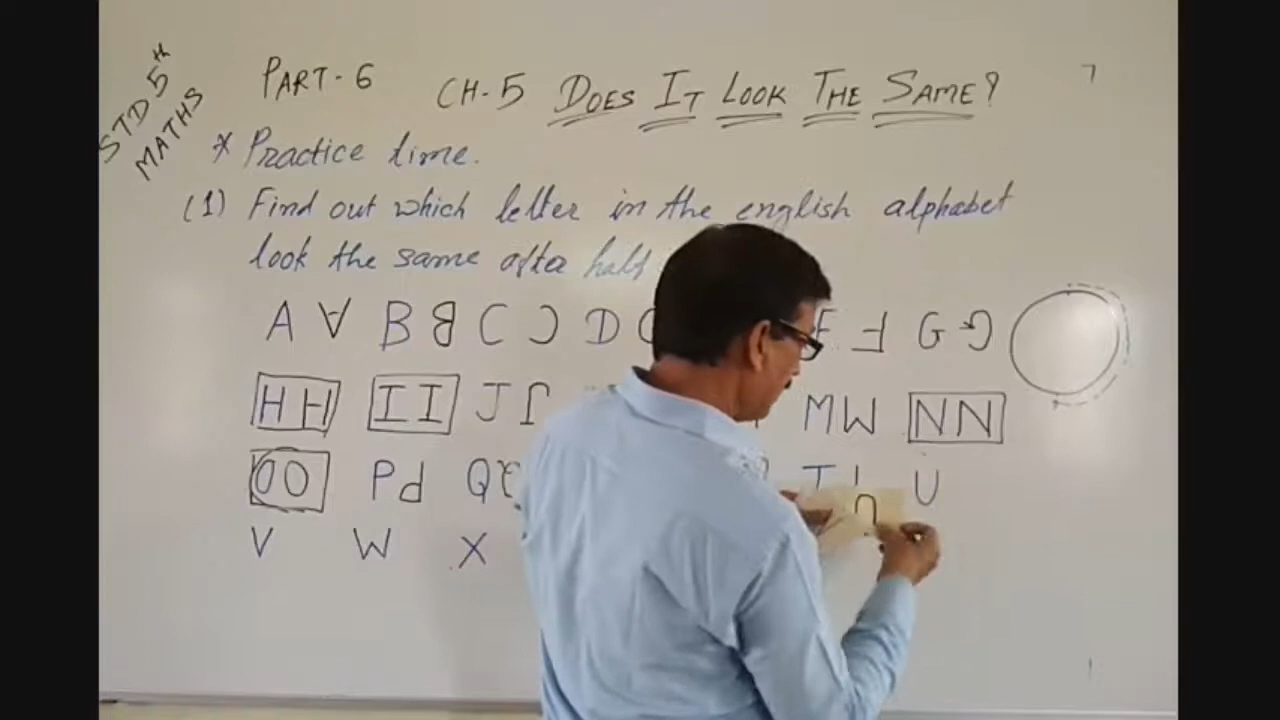 STD 5th
MATHS
PART-6 CH-5 DOES IT LOOK THE SAME?
* Practice time.
(1) Find out which letter in the english alphabet
look the same after half
A ∀ B B C Ɔ D E G
H H I I J M W N N
O O P d Q T U
V W X